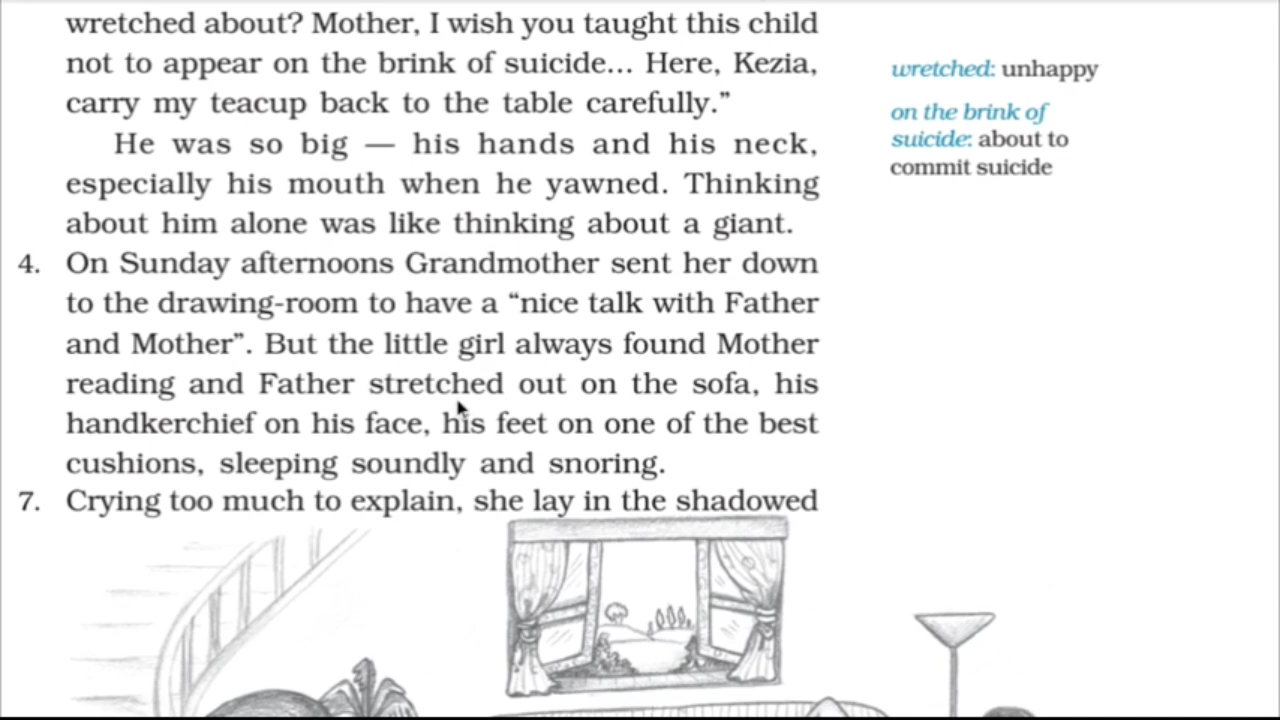 wretched about? Mother, I wish you taught this child
not to appear on the brink of suicide... Here, Kezia,
carry my teacup back to the table carefully.”
He was so big — his hands and his neck,
especially his mouth when he yawned. Thinking
about him alone was like thinking about a giant.
4. On Sunday afternoons Grandmother sent her down
to the drawing-room to have a “nice talk with Father
and Mother”. But the little girl always found Mother
reading and Father stretched out on the sofa, his
handkerchief on his face, his feet on one of the best
cushions, sleeping soundly and snoring.
7. Crying too much to explain, she lay in the shadowed
wretched: unhappy
on the brink of
suicide: about to
commit suicide